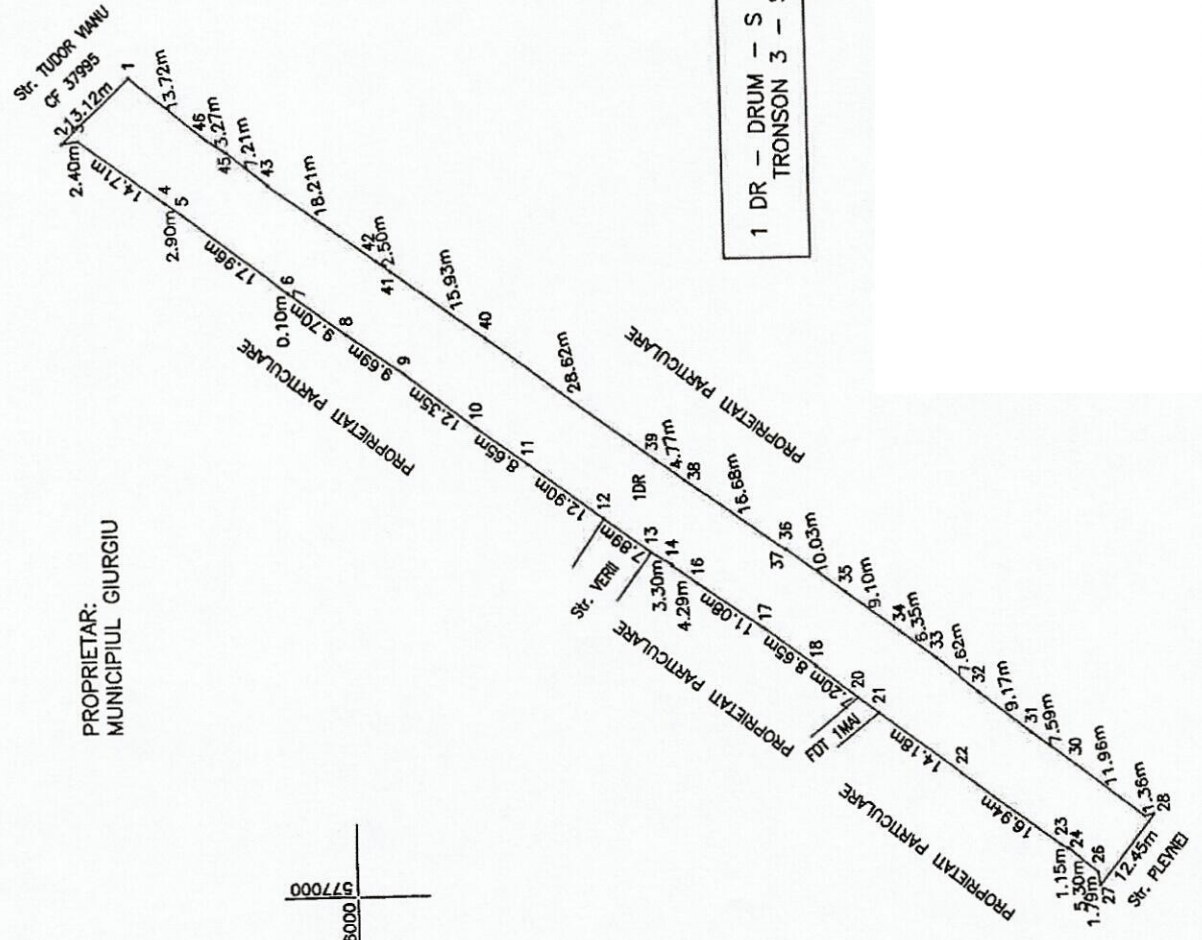 Str. TUDOR VIANU
CF 37995
13.12m
1
2
3
2.40m
14.71m
4
5
2.90m
17.96m
6
7
0.10m
9.70m
8
9.69m
9
12.35m
10
8.65m
11
12.90m
12
7.89m
13
14
3.30m
4.29m
16
11.08m
17
8.65m
18
7.20m
20
21
14.18m
22
16.94m
23
24
1.15m
5.30m
26
1.79m
27
12.45m
Str. PLEVNEI
28
1.36m
11.96m
30
7.59m
31
9.17m
32
7.62m
33
6.35m
34
9.10m
35
10.03m
36
37
16.68m
38
4.77m
39
28.62m
40
15.93m
41
2.50m
42
18.21m
43
7.21m
45
3.27m
46
13.72m
1DR
Str. VERII
FDT 1MAI
PROPRIETATI PARTICULARE
PROPRIETATI PARTICULARE
PROPRIETATI PARTICULARE
PROPRIETATI PARTICULARE
PROPRIETAR:
MUNICIPIUL GIURGIU
1 DR - DRUM - S
TRONSON 3 -
577000
000